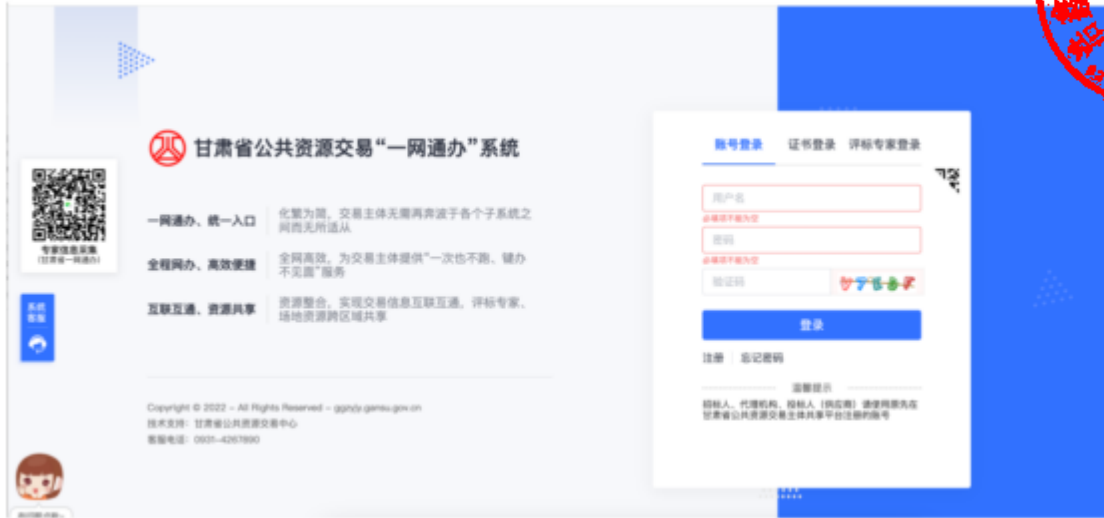 甘肃省公共资源交易“一网通办”系统
专家信息采集
(甘肃省一网通办)
系统
客服
一网通办、统一入口
化繁为简，交易主体无需再奔波于各个子系统之
间而无所适从
全程网办、高效便捷
全网高效，为交易主体提供“一次也不跑、键办
不见面”服务
互联互通、资源共享
资源整合，实现交易信息互联互通，评标专家、
场地资源跨区域共享
Copyright © 2022 - All Rights Reserved - ggzyjy.gansu.gov.cn
技术支持：甘肃省公共资源交易中心
客服电话：0931-4267890
账号登录 证书登录 评标专家登录
用户名
必填项不能为空
密码
必填项不能为空
验证码
登录
注册 忘记密码
温馨提示
招标人、代理机构、投标人（供应商）请使用原先在
甘肃省公共资源交易主体共享平台注册的账号